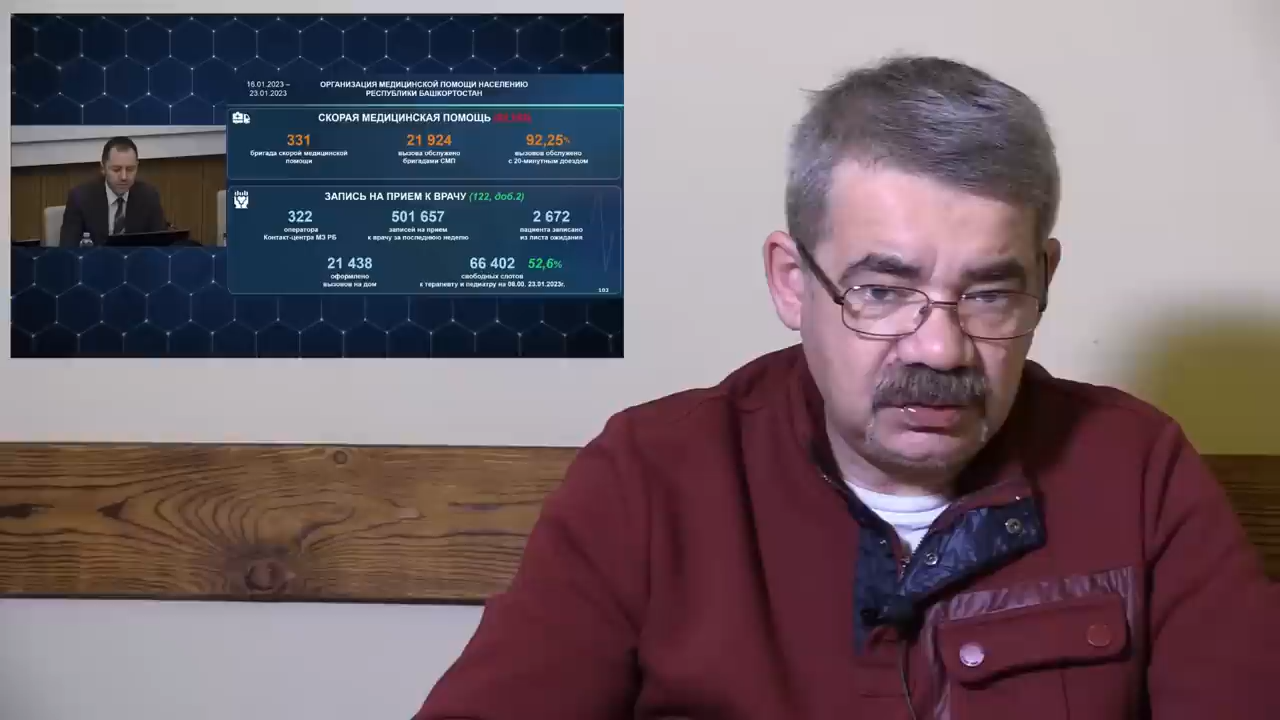 16.01.2023 –
23.01.2023
ОРГАНИЗАЦИЯ МЕДИЦИНСКОЙ ПОМОЩИ НАСЕЛЕНИЮ
РЕСПУБЛИКИ БАШКОРТОСТАН
СКОРАЯ МЕДИЦИНСКАЯ ПОМОЩЬ
331
бригада скорой медицинской
помощи
21 924
вызова обслужено
бригадами СМП
92,25%
вызовов обслужено
с 20-минутным доездом
ЗАПИСЬ НА ПРИЕМ К ВРАЧУ (122, доб.2)
322
оператора
Контакт-центра МЗ РБ
501 657
записей на прием
к врачу за последнюю неделю
2 672
пациента записано
из листа ожидания
21 438
оформлено
вызовов на дом
66 402 52,6%
свободных слотов
к терапевту и педиатру на 08.00. 23.01.2023г.
103